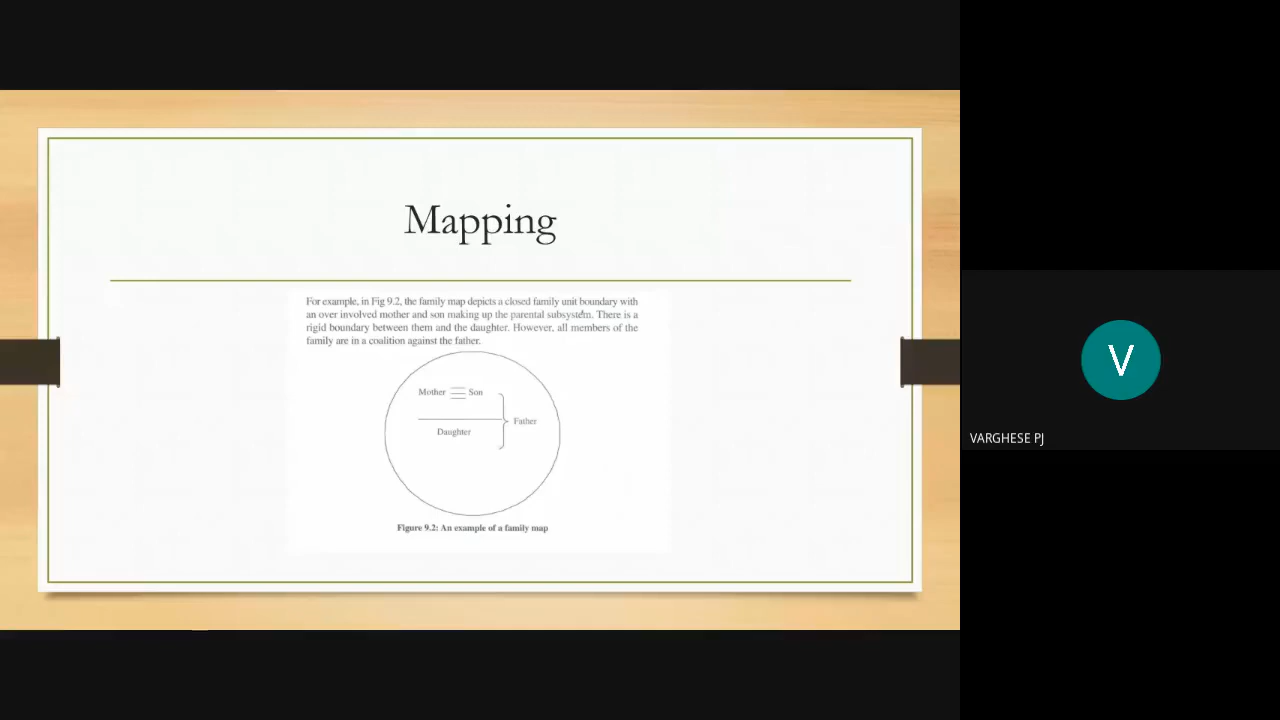 Mapping
For example, in Fig 9.2, the family map depicts a closed family unit boundary with
an over involved mother and son making up the parental subsystem. There is a
rigid boundary between them and the daughter. However, all members of the
family are in a coalition against the father.
Mother Son
Father
Daughter
Figure 9.2: An example of a family map
V
VARGHESE PJ